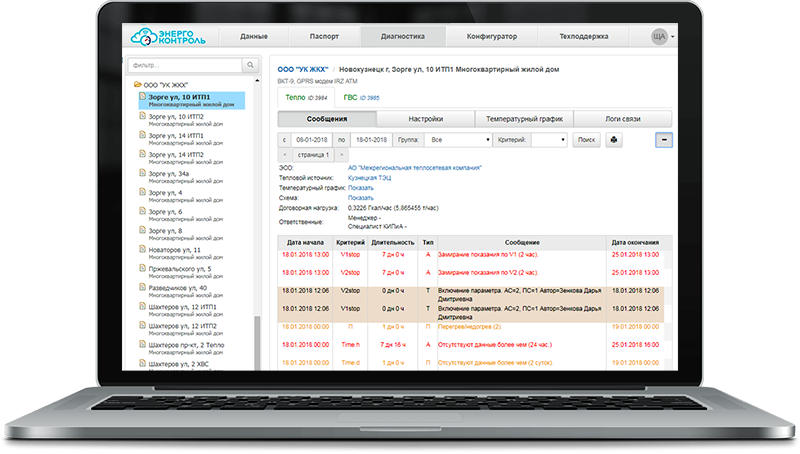 ЭНЕРГО
КОНТРОЛЬ
Данные
Паспорт
Диагностика
Конфигуратор
Техподдержка
ЩА
фильтр...
ООО "УК ЖКХ"
Зорге ул, 10 ИТП1
Многоквартирный жилой дом
Зорге ул, 10 ИТП2
Многоквартирный жилой дом
Зорге ул, 14 ИТП1
Многоквартирный жилой дом
Зорге ул, 14 ИТП2
Многоквартирный жилой дом
Зорге ул, 34а
Многоквартирный жилой дом
Зорге ул, 4
Многоквартирный жилой дом
Зорге ул, 6
Многоквартирный жилой дом
Зорге ул, 8
Многоквартирный жилой дом
Новаторов ул, 11
Многоквартирный жилой дом
Пржевальского ул, 5
Многоквартирный жилой дом
Разведчиков ул, 40
Многоквартирный жилой дом
Шахтеров ул, 12 ИТП1
Многоквартирный жилой дом
Шахтеров ул, 12 ИТП2
Многоквартирный жилой дом
Шахтеров пр-кт, 2 Тепло
Многоквартирный жилой дом
Шахтеров ул, 2 ХВС
Многоквартирный жилой дом
ООО "УК ЖКХ" / Новокузнецк г, Зорге ул, 10 ИТП1 Многоквартирный жилой дом
ВКТ-9, GPRS модем IRZ ATM
Тепло ID 3984 ГВС ID 3985
Сообщения Настройки Температурный график Логи связи
с 08-01-2018 по 18-01-2018 Группа: Все Критерий: Поиск
< страница 1 >
ЭСО: АО "Межрегиональная теплосетевая компания"
Тепловой источник: Кузнецкая ТЭЦ
Температурный график: Показать
Схема: Показать
Договорная нагрузка: 0,3226 Гкал/час (5,865455 т/час)
Ответственные: Менеджер -
Специалист КИПиА -
Дата начала Критерий Длительность Тип Сообщение Дата окончания
18.01.2018 13:00 V1stop 7 дн 0 ч А Замирание показания по V1 (2 час). 25.01.2018 13:00
18.01.2018 13:00 V2stop 7 дн 0 ч А Замирание показания по V2 (2 час). 25.01.2018 13:00
18.01.2018 12:06 V2stop 0 дн 0 ч Т Включение параметра. АС=2, ПС=1 Автор=Зенкова Дарья Дмитриевна 18.01.2018 12:06
18.01.2018 12:06 V1stop 0 дн 0 ч Т Включение параметра. АС=2, ПС=1 Автор=Зенкова Дарья Дмитриевна 18.01.2018 12:06
18.01.2018 00:00 П 1 дн 0 ч П Перегрев/недогрев (2). 19.01.2018 00:00
18.01.2018 00:00 Time.h 7 дн 16 ч А Отсутствуют данные более чем (24 час.) 25.01.2018 16:00
18.01.2018 00:00 Time.d 1 дн 0 ч П Отсутствуют данные более чем (2 суток). 19.01.2018 00:00